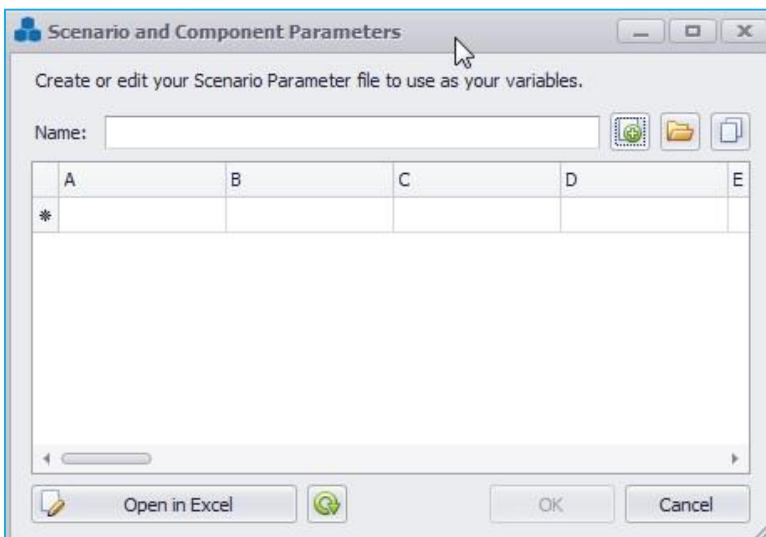 Scenario and Component Parameters
Create or edit your Scenario Parameter file to use as your variables.
Name:
A B C D E
Open in Excel OK Cancel